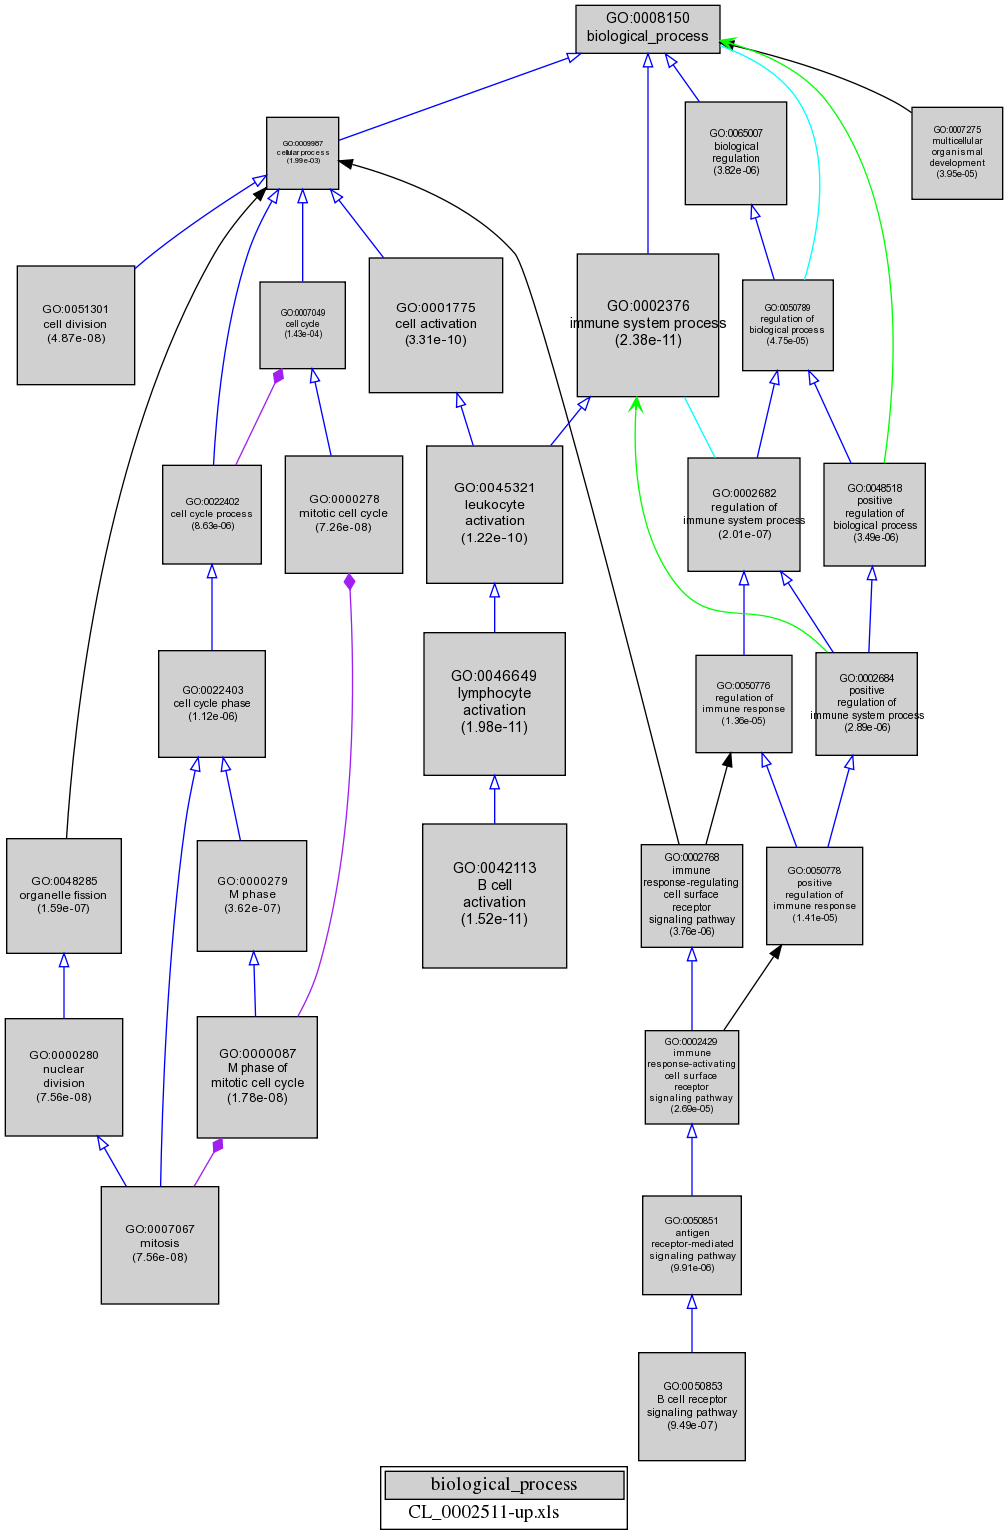 GO:0008150
biological_process
GO:0009987
cellular process
(1.99e-03)
GO:0065007
biological
regulation
(3.82e-06)
GO:0007275
multicellular
organismal
development
(3.95e-05)
GO:0051301
cell division
(4.87e-08)
GO:0007049
cell cycle
(1.43e-04)
GO:0001775
cell activation
(3.31e-10)
GO:0002376
immune system process
(2.38e-11)
GO:0050789
regulation of
biological process
(4.75e-05)
GO:0022402
cell cycle process
(8.63e-06)
GO:0000278
mitotic cell cycle
(7.26e-08)
GO:0045321
leukocyte
activation
(1.22e-10)
GO:0002682
regulation of
immune system process
(2.01e-07)
GO:0048518
positive
regulation of
biological process
(3.49e-06)
GO:0022403
cell cycle phase
(1.12e-06)
GO:0046649
lymphocyte
activation
(1.98e-11)
GO:0050776
regulation of
immune response
(1.36e-05)
GO:0002684
positive
regulation of
immune system process
(2.89e-06)
GO:0048285
organelle fission
(1.59e-07)
GO:0000279
M phase
(3.62e-07)
GO:0042113
B cell
activation
(1.52e-11)
GO:0002768
immune
response-regulating
cell surface
receptor
signaling pathway
(3.76e-06)
GO:0050778
positive
regulation of
immune response
(1.41e-05)
GO:0000280
nuclear
division
(7.56e-08)
GO:0000087
M phase of
mitotic cell cycle
(1.78e-08)
GO:0002429
immune
response-activating
cell surface
receptor
signaling pathway
(2.69e-05)
GO:0007067
mitosis
(7.56e-08)
GO:0050851
antigen
receptor-mediated
signaling pathway
(9.91e-06)
GO:0050853
B cell receptor
signaling pathway
(9.49e-07)
biological_process
CL_0002511-up.xls